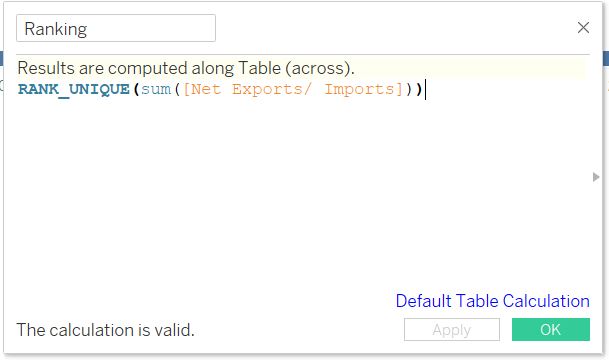 Ranking
Results are computed along Table (across).
RANK_UNIQUE(sum([Net Exports/ Imports]))
Default Table Calculation
The calculation is valid.
Apply
OK